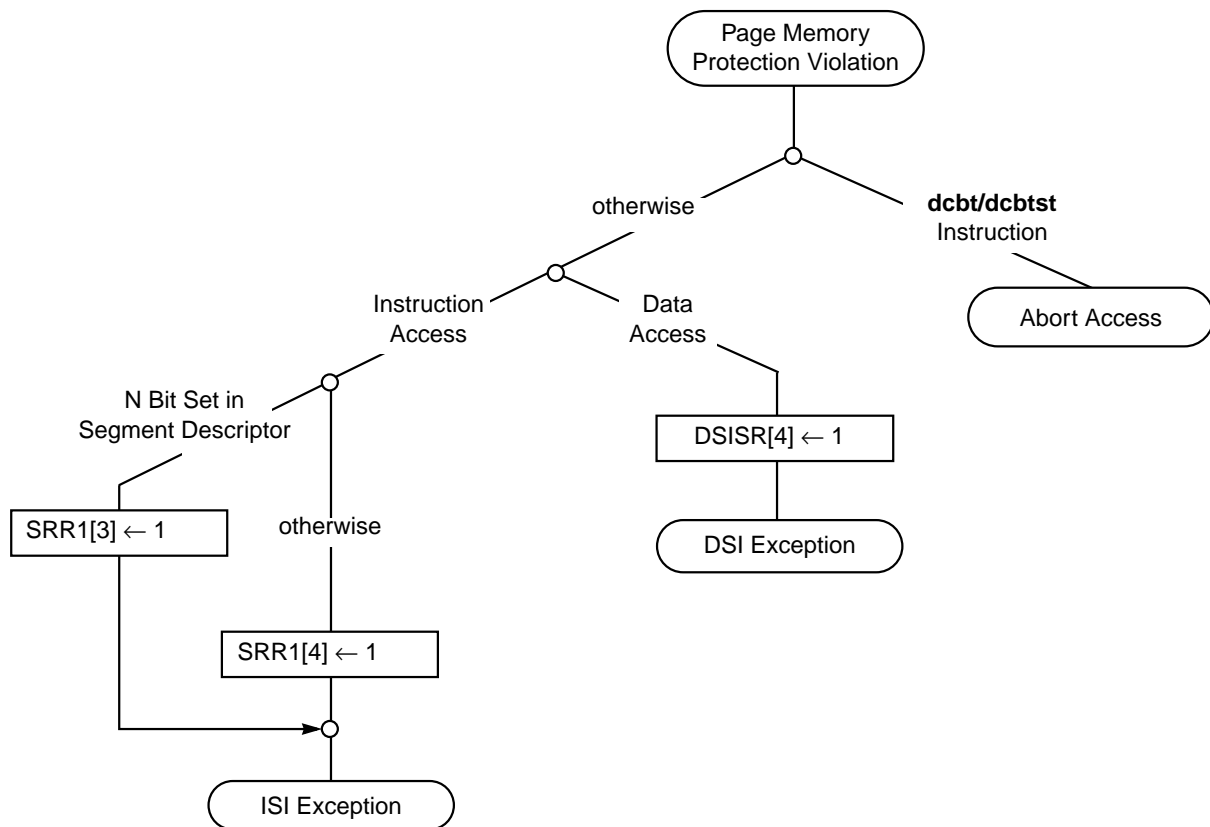 Page Memory
Protection Violation
otherwise
dcbt/dcbtst
Instruction
Instruction
Access
Data
Access
Abort Access
N Bit Set in
Segment Descriptor
DSISR[4] ← 1
SRR1[3] ← 1
otherwise
DSI Exception
SRR1[4] ← 1
ISI Exception